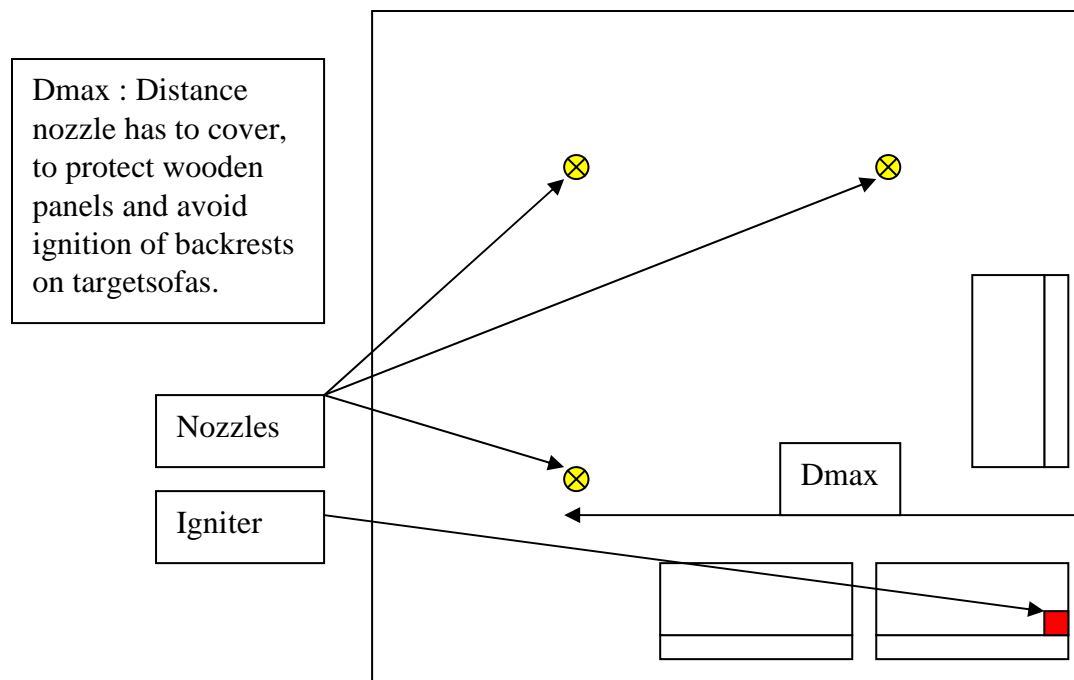 Dmax : Distance
nozzle has to cover,
to protect wooden
panels and avoid
ignition of backrests
on targetsofas.
Nozzles
Dmax
Igniter